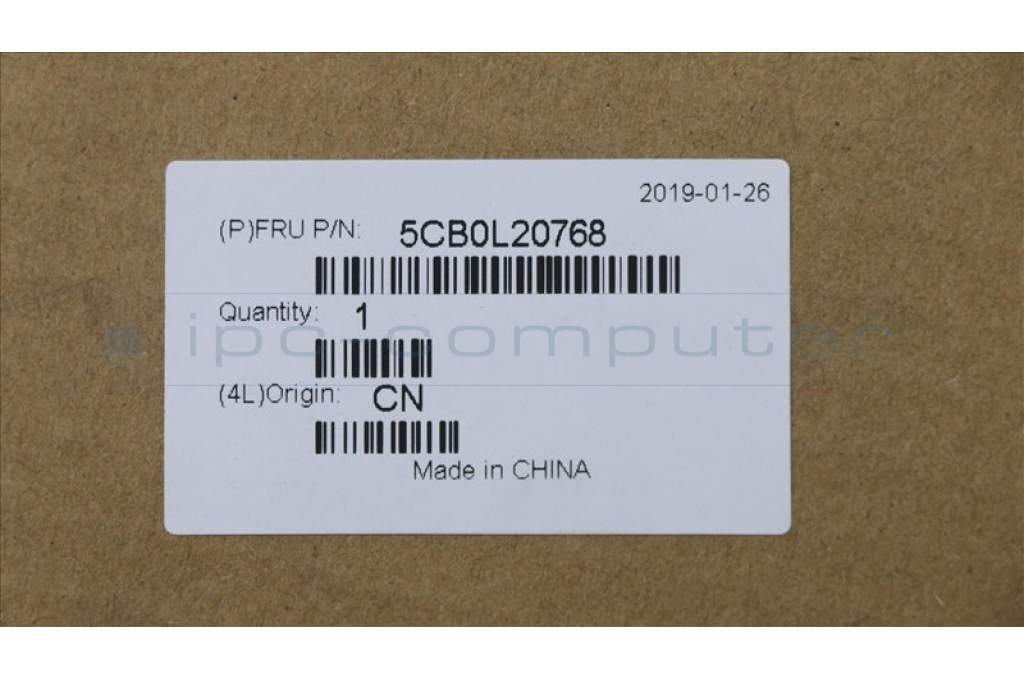 2019-01-26
(P)FRU P/N: 5CB0L20768
Quantity: 1
ipc-computer
(4L)Origin: CN
Made in CHINA